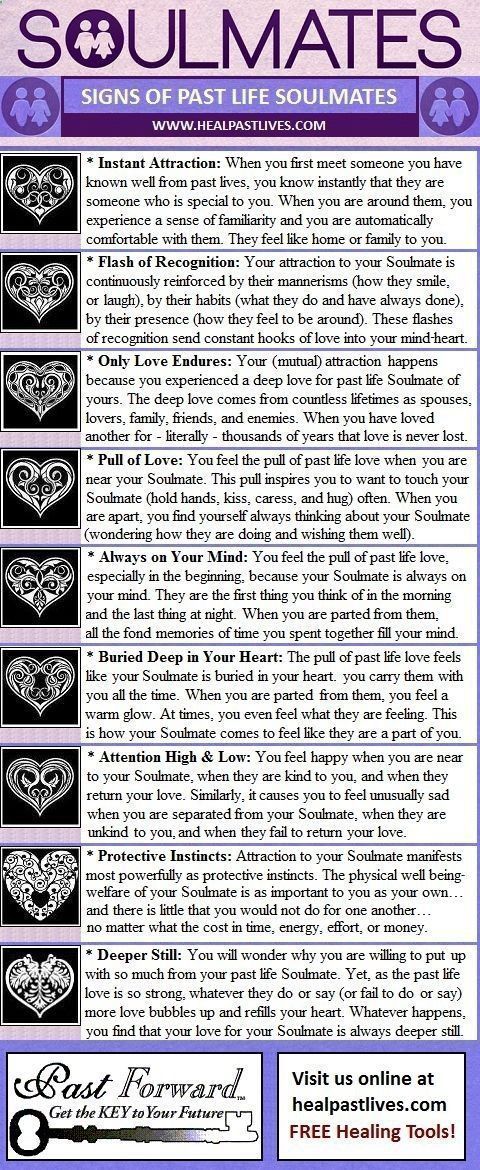 SOULMATES
SIGNS OF PAST LIFE SOULMATES
WWW.HEALPASTLIVES.COM
* Instant Attraction: When you first meet someone you have
known well from past lives, you know instantly that they are
someone who is special to you. When you are around them, you
experience a sense of familiarity and you are automatically
comfortable with them. They feel like home or family to you.
* Flash of Recognition: Your attraction to your Soulmate is
continuously reinforced by their mannerisms (how they smile,
or laugh), by their habits (what they do and have always done),
by their presence (how they feel to be around). These flashes
of recognition send constant hooks of love into your mind-heart.
* Only Love Endures: Your (mutual) attraction happens
because you experienced a deep love for past life Soulmate of
yours. The deep love comes from countless lifetimes as spouses,
lovers, family, friends, and enemies. When you have loved
another for - literally - thousands of years that love is never lost.
* Pull of Love: You feel the pull of past life love when you are
near your Soulmate. This pull inspires you to want to touch your
Soulmate (hold hands, kiss, caress, and hug) often. When you
are apart, you find yourself always thinking about your Soulmate
(wondering how they are doing and wishing them well).
* Always on Your Mind: You feel the pull of past life love,
especially in the beginning, because your Soulmate is always on
your mind. They are the first thing you think of in the morning
and the last thing at night. When you are parted from them,
all the fond memories of time you spent together fill your mind.
* Buried Deep in Your Heart: The pull of past life love feels
like your Soulmate is buried in your heart. you carry them with
you all the time. When you are parted from them, you feel a
warm glow. At times, you even feel what they are feeling. This
is how your Soulmate comes to feel like they are a part of you.
* Attention High & Low: You feel happy when you are near
to your Soulmate, when they are kind to you, and when they
return your love. Similarly, it causes you to feel unusually sad
when you are separated from your Soulmate, when they are
unkind to you, and when they fail to return your love.
* Protective Instincts: Attraction to your Soulmate manifests
most powerfully as protective instincts. The physical well being-
welfare of your Soulmate is as important to you as your own…
and there is little that you would not do for one another…
no matter what the cost in time, energy, effort, or money.
* Deeper Still: You will wonder why you are willing to put up
with so much from your past life Soulmate. Yet, as the past life
love is so strong, whatever they do or say (or fail to do or say)
more love bubbles up and refills your heart. Whatever happens,
you find that your love for your Soulmate is always deeper still.
Past Forward™
Get the KEY to Your Future
Visit us online at
healpastlives.com
FREE Healing Tools!